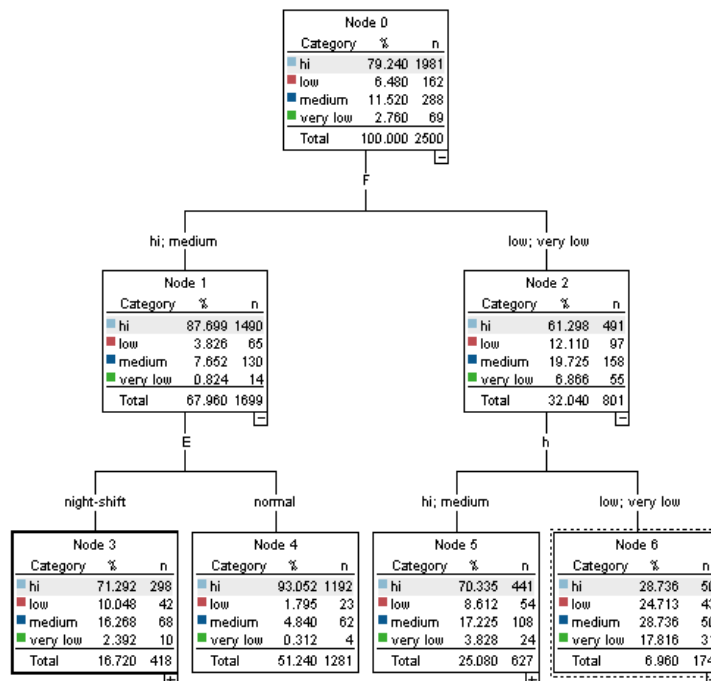 Node 0
Category % n
hi 79.240 1981
low 6.480 162
medium 11.520 288
very low 2.760 69
Total 100.000 2500
F
hi; medium
low; very low
Node 1
Category % n
hi 87.699 1490
low 3.826 65
medium 7.652 130
very low 0.824 14
Total 67.960 1699
Node 2
Category % n
hi 61.298 491
low 12.110 97
medium 19.725 158
very low 6.866 55
Total 32.040 801
E
h
night-shift
normal
hi; medium
low; very low
Node 3
Category % n
hi 71.292 298
low 10.048 42
medium 16.268 68
very low 2.392 10
Total 16.720 418
Node 4
Category % n
hi 93.052 1192
low 1.795 23
medium 4.840 62
very low 0.312 4
Total 51.240 1281
Node 5
Category % n
hi 70.335 441
low 8.612 54
medium 17.225 108
very low 3.828 24
Total 25.080 627
Node 6
Category % n
hi 28.736
low 24.713
medium 28.736
very low 17.816
Total 6.960 174